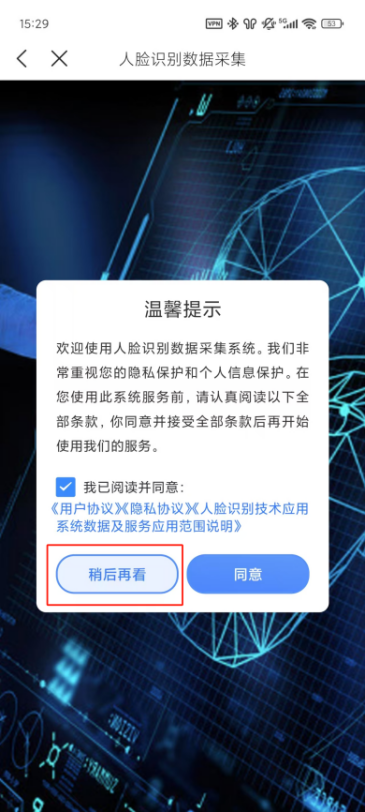 15:29
VPN
5G
53
人脸识别数据采集
温馨提示
欢迎使用人脸识别数据采集系统。我们非
常重视您的隐私保护和个人信息保护。在
您使用此系统服务前，请认真阅读以下全
部条款，你同意并接受全部条款后再开始
使用我们的服务。
我已阅读并同意：
《用户协议》《隐私协议》《人脸识别技术应用
系统数据及服务应用范围说明》
稍后再看
同意